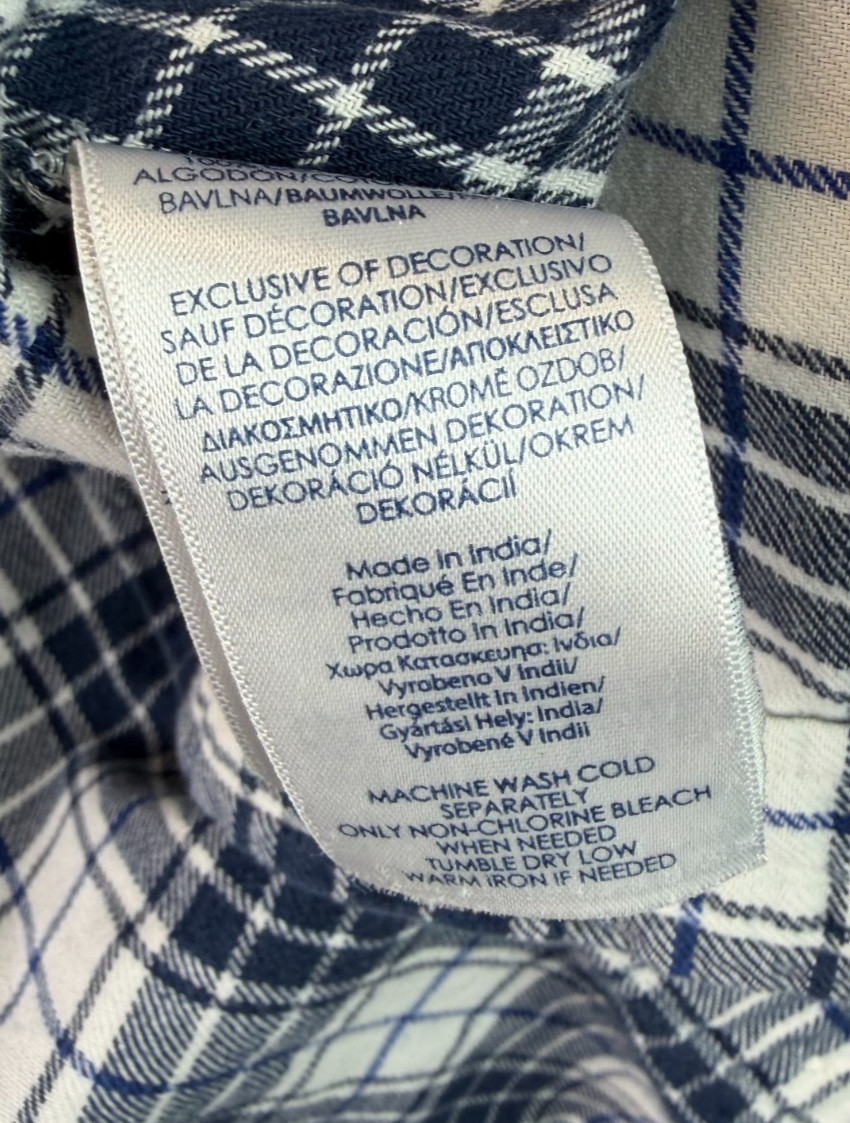 ALGODÓN/
BAVLNA/BAUMWOLLE/
BAVLNA
EXCLUSIVE OF DECORATION/
SAUF DÉCORATION/EXCLUSIVO
DE LA DECORACIÓN/ESCLUSA
LA DECORAZIONE/ΑΠΟΚΛΕΙΣΤΙΚΟ
ΔΙΑΚΟΣΜΗΤΙΚΟ/KROMĚ OZDOB/
AUSGENOMMEN DEKORATION/
DEKORÁCIÓ NÉLKÜL/OKREM
DEKORÁCIÍ
Made In India/
Fabriqué En Inde/
Hecho En India/
Prodotto In India/
Χωρα Κατασκευησ: Ινδια/
Vyrobeno V Indii/
Hergestellt In Indien/
Gyártási Hely: India/
Vyrobené V Indii
MACHINE WASH COLD
SEPARATELY
ONLY NON-CHLORINE BLEACH
WHEN NEEDED
TUMBLE DRY LOW
WARM IRON IF NEEDED